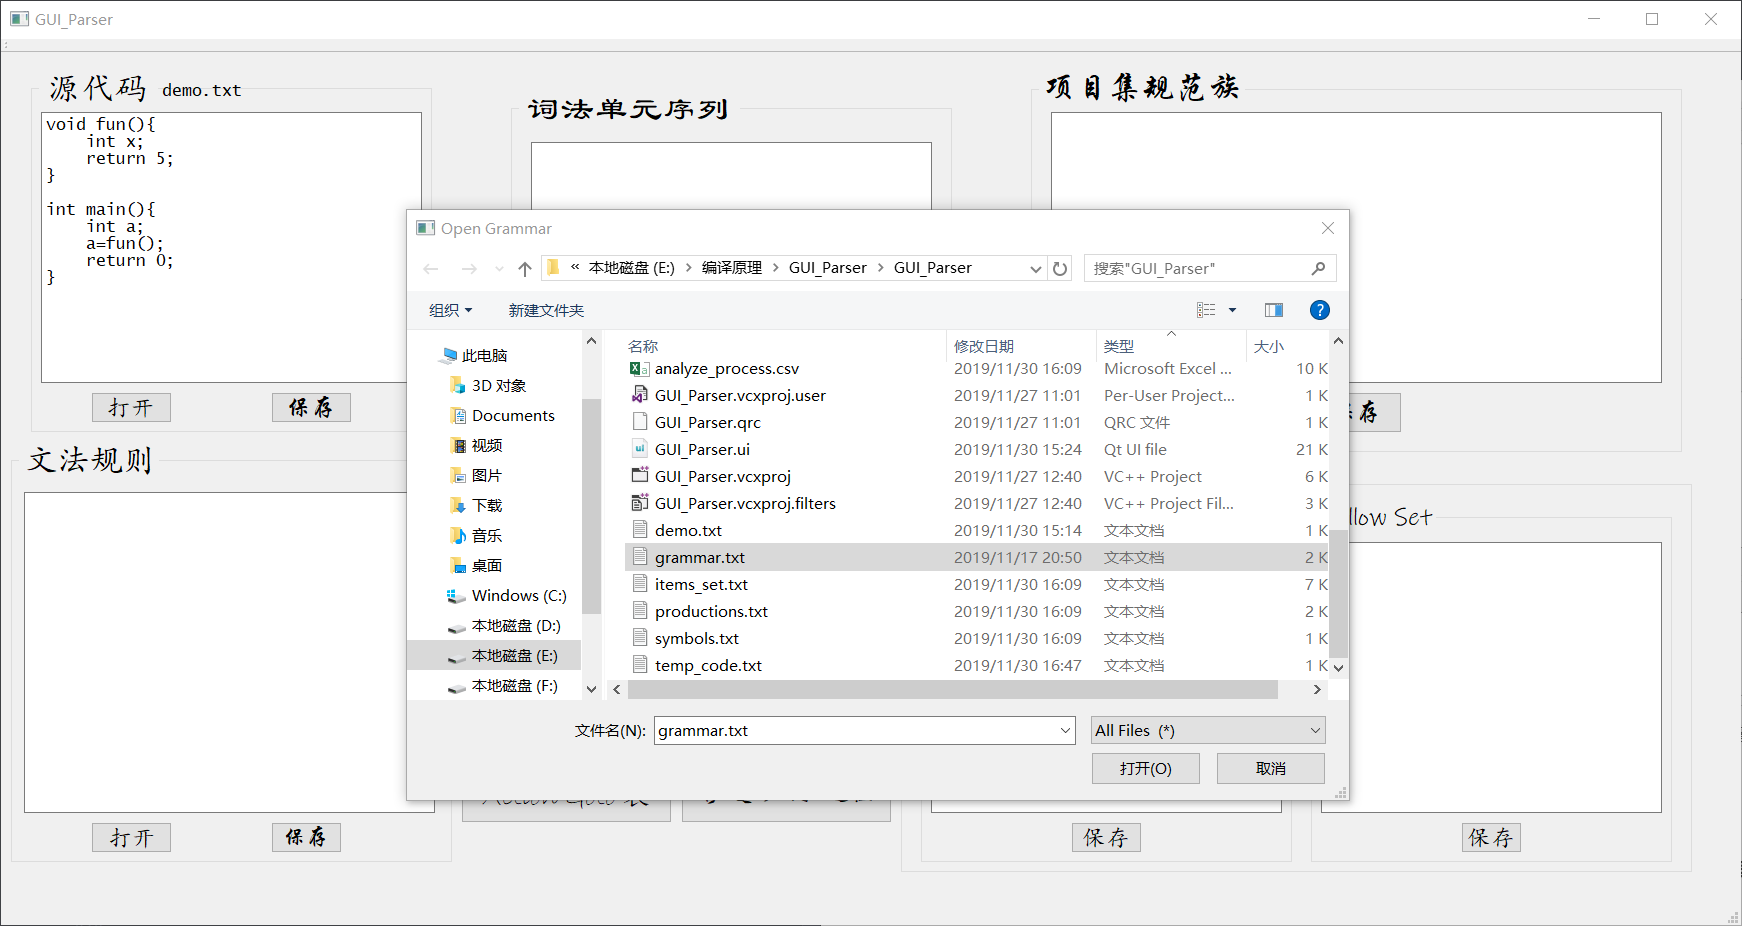 GUI_Parser
源代码 demo.txt
void fun(){
int x;
return 5;
}
int main(){
int a;
a=fun();
return 0;
}
打开
保存
词法单元序列
项目集规范族
保存
文法规则
打开
保存
llow Set
保存
保存
Open Grammar
« 本地磁盘 (E:) › 编译原理 › GUI_Parser › GUI_Parser
搜索"GUI_Parser"
组织
新建文件夹
?
此电脑
3D 对象
Documents
视频
图片
下载
音乐
桌面
Windows (C:)
本地磁盘 (D:)
本地磁盘 (E:)
本地磁盘 (F:)
名称 修改日期 类型 大小
analyze_process.csv 2019/11/30 16:09 Microsoft Excel ... 10 K
GUI_Parser.vcxproj.user 2019/11/27 11:01 Per-User Project... 1 K
GUI_Parser.qrc 2019/11/27 11:01 QRC 文件 1 K
GUI_Parser.ui 2019/11/30 15:24 Qt UI file 21 K
GUI_Parser.vcxproj 2019/11/27 12:40 VC++ Project 6 K
GUI_Parser.vcxproj.filters 2019/11/27 12:40 VC++ Project Fil... 3 K
demo.txt 2019/11/30 15:14 文本文档 1 K
grammar.txt 2019/11/17 20:50 文本文档 2 K
items_set.txt 2019/11/30 16:09 文本文档 7 K
productions.txt 2019/11/30 16:09 文本文档 2 K
symbols.txt 2019/11/30 16:09 文本文档 1 K
temp_code.txt 2019/11/30 16:47 文本文档 1 K
文件名(N): grammar.txt
All Files (*)
打开(O)
取消